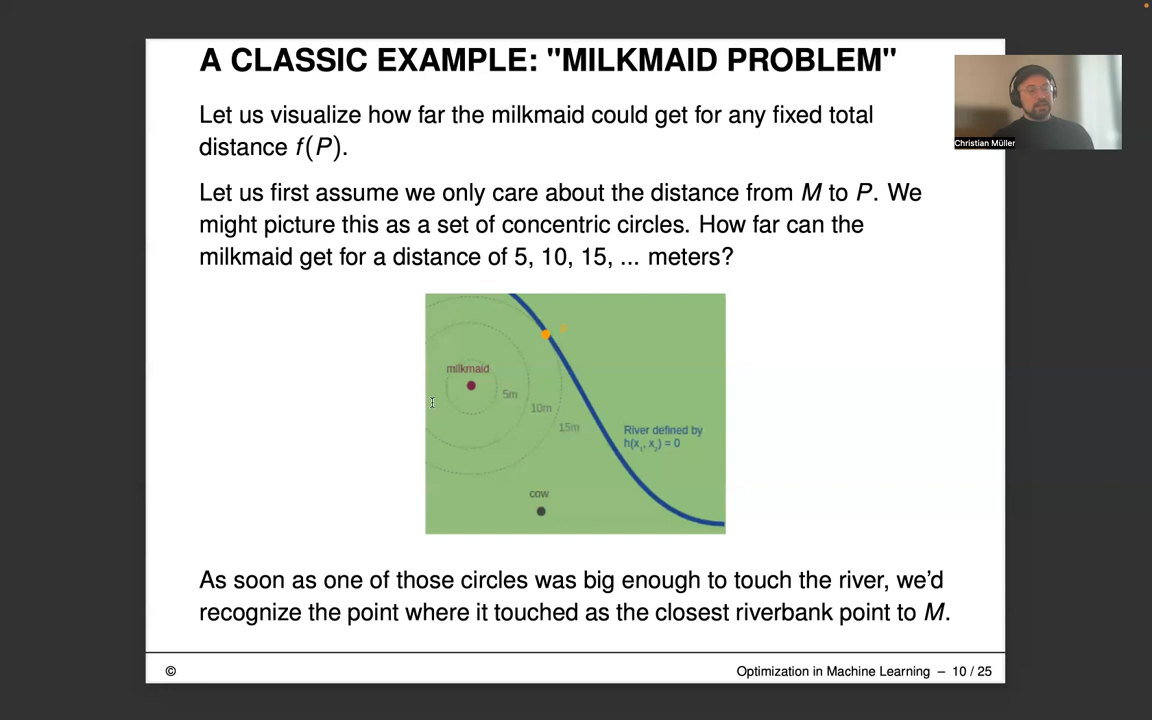 A CLASSIC EXAMPLE: "MILKMAID PROBLEM"
Let us visualize how far the milkmaid could get for any fixed total
distance f(P).
Let us first assume we only care about the distance from M to P. We
might picture this as a set of concentric circles. How far can the
milkmaid get for a distance of 5, 10, 15, ... meters?
milkmaid
5m
10m
15m
River defined by
h(x₁, x₂) = 0
cow
As soon as one of those circles was big enough to touch the river, we'd
recognize the point where it touched as the closest riverbank point to M.
©
Optimization in Machine Learning – 10 / 25
Christian Müller